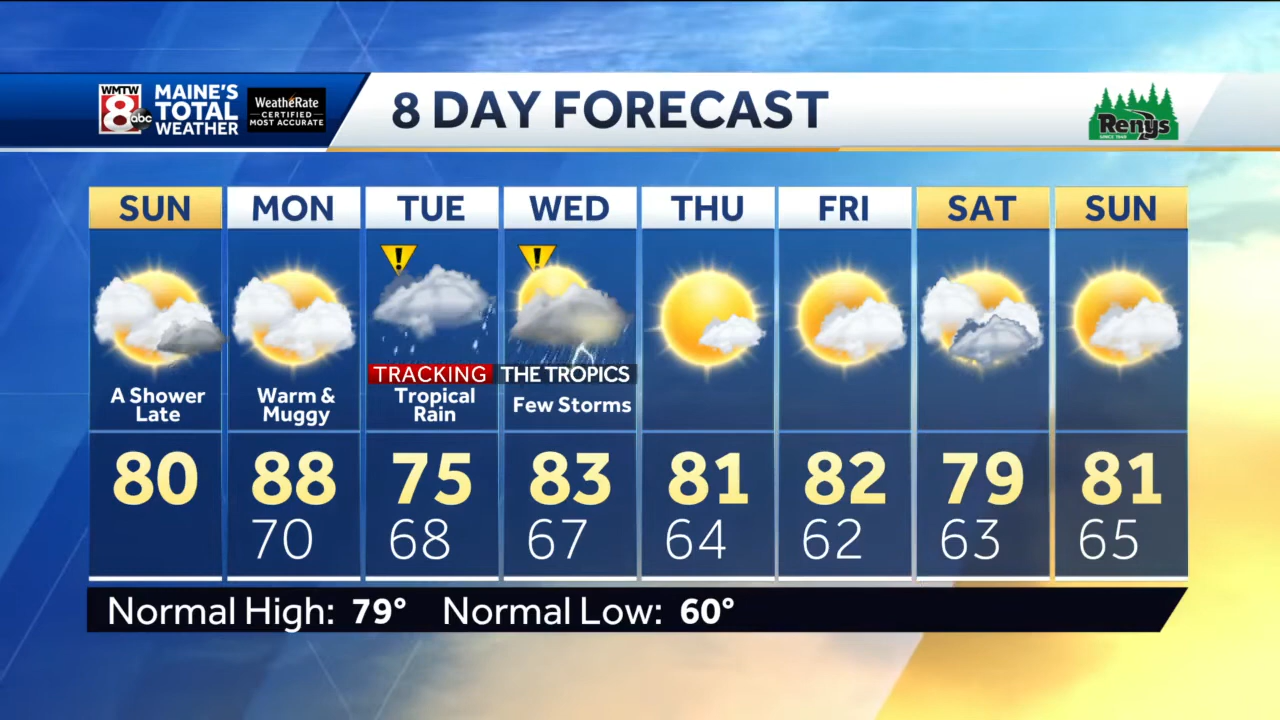 WMTW
8
abc
MAINE'S
TOTAL
WEATHER
WeatheRate
CERTIFIED
MOST ACCURATE
8 DAY FORECAST
Renys
SINCE 1949
SUN MON TUE WED THU FRI SAT SUN
! !
TRACKING THE TROPICS
A Shower
Late
Warm &
Muggy
Tropical
Rain
Few Storms
80 88 75 83 81 82 79 81
70 68 67 64 62 63 65
Normal High: 79° Normal Low: 60°